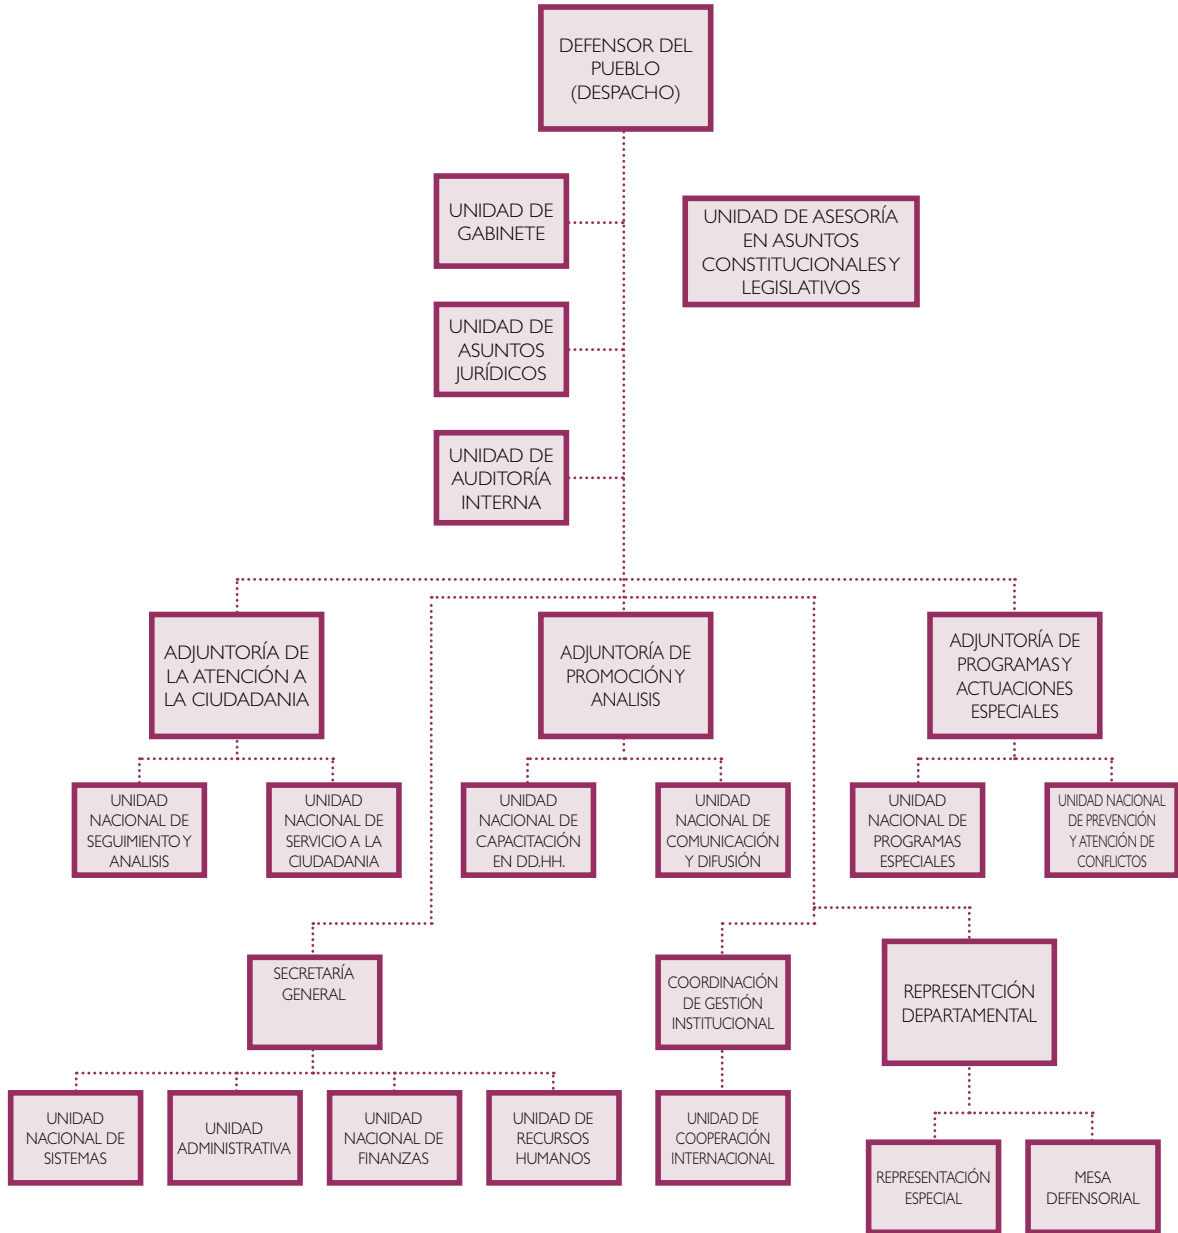 DEFENSOR DEL
PUEBLO
(DESPACHO)
UNIDAD DE
GABINETE
UNIDAD DE ASESORÍA
EN ASUNTOS
CONSTITUCIONALES Y
LEGISLATIVOS
UNIDAD DE
ASUNTOS
JURÍDICOS
UNIDAD DE
AUDITORÍA
INTERNA
ADJUNTORÍA DE
LA ATENCIÓN A
LA CIUDADANIA
ADJUNTORÍA DE
PROMOCIÓN Y
ANALISIS
ADJUNTORÍA DE
PROGRAMAS Y
ACTUACIONES
ESPECIALES
UNIDAD
NACIONAL DE
SEGUIMIENTO Y
ANALISIS
UNIDAD
NACIONAL DE
SERVICIO A LA
CIUDADANIA
UNIDAD
NACIONAL DE
CAPACITACIÓN
EN DD.HH.
UNIDAD
NACIONAL DE
COMUNICACIÓN
Y DIFUSIÓN
UNIDAD
NACIONAL DE
PROGRAMAS
ESPECIALES
UNIDAD NACIONAL
DE PREVENCIÓN
Y ATENCIÓN DE
CONFLICTOS
SECRETARÍA
GENERAL
COORDINACIÓN
DE GESTIÓN
INSTITUCIONAL
REPRESENTCIÓN
DEPARTAMENTAL
UNIDAD
NACIONAL DE
SISTEMAS
UNIDAD
ADMINISTRATIVA
UNIDAD
NACIONAL DE
FINANZAS
UNIDAD DE
RECURSOS
HUMANOS
UNIDAD DE
COOPERACIÓN
INTERNACIONAL
REPRESENTACIÓN
ESPECIAL
MESA
DEFENSORIAL